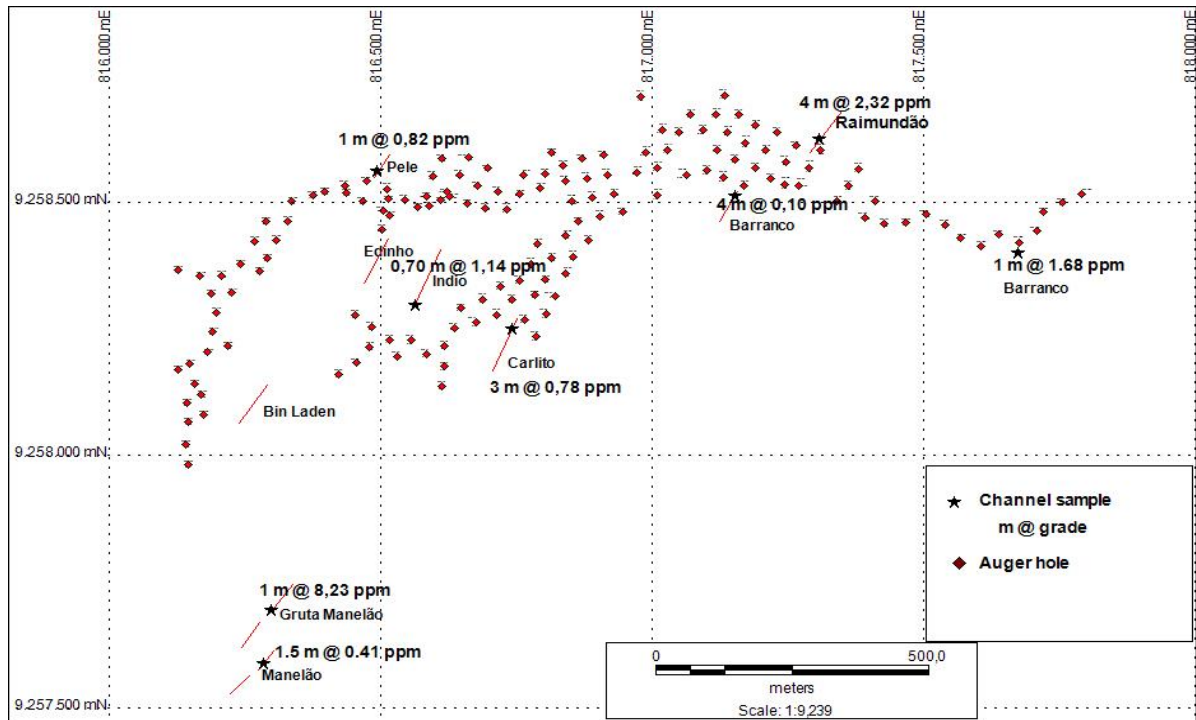 816.000 mE
816.500 mE
817.000 mE
817.500 mE
818.000 mE
4 m @ 2,32 ppm
Raimundão
1 m @ 0,82 ppm
Pele
9.258.500 mN
4 m @ 0,10 ppm
Barranco
Edinho
0,70 m @ 1,14 ppm
Indio
1 m @ 1.68 ppm
Barranco
Carlito
3 m @ 0,78 ppm
Bin Laden
9.258.000 mN
Channel sample
m @ grade
Auger hole
1 m @ 8,23 ppm
Gruta Manelão
1.5 m @ 0.41 ppm
Manelão
0
500,0
meters
Scale: 1:9,239
9.257.500 mN